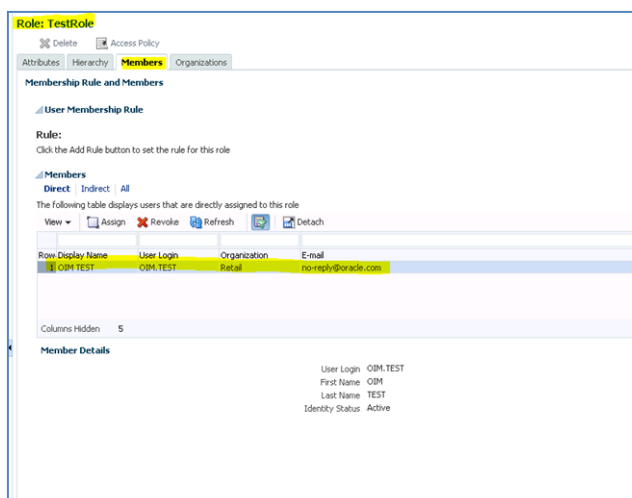 Role: TestRole
Delete Access Policy
Attributes Hierarchy Members Organizations
Membership Rule and Members
User Membership Rule
Rule:
Click the Add Rule button to set the rule for this role
Members
Direct Indirect All
The following table displays users that are directly assigned to this role
View Assign Revoke Refresh Detach
Row Display Name User Login Organization E-mail
1 OIM TEST OIM.TEST Retail no-reply@oracle.com
Columns Hidden 5
Member Details
User Login OIM.TEST
First Name OIM
Last Name TEST
Identity Status Active